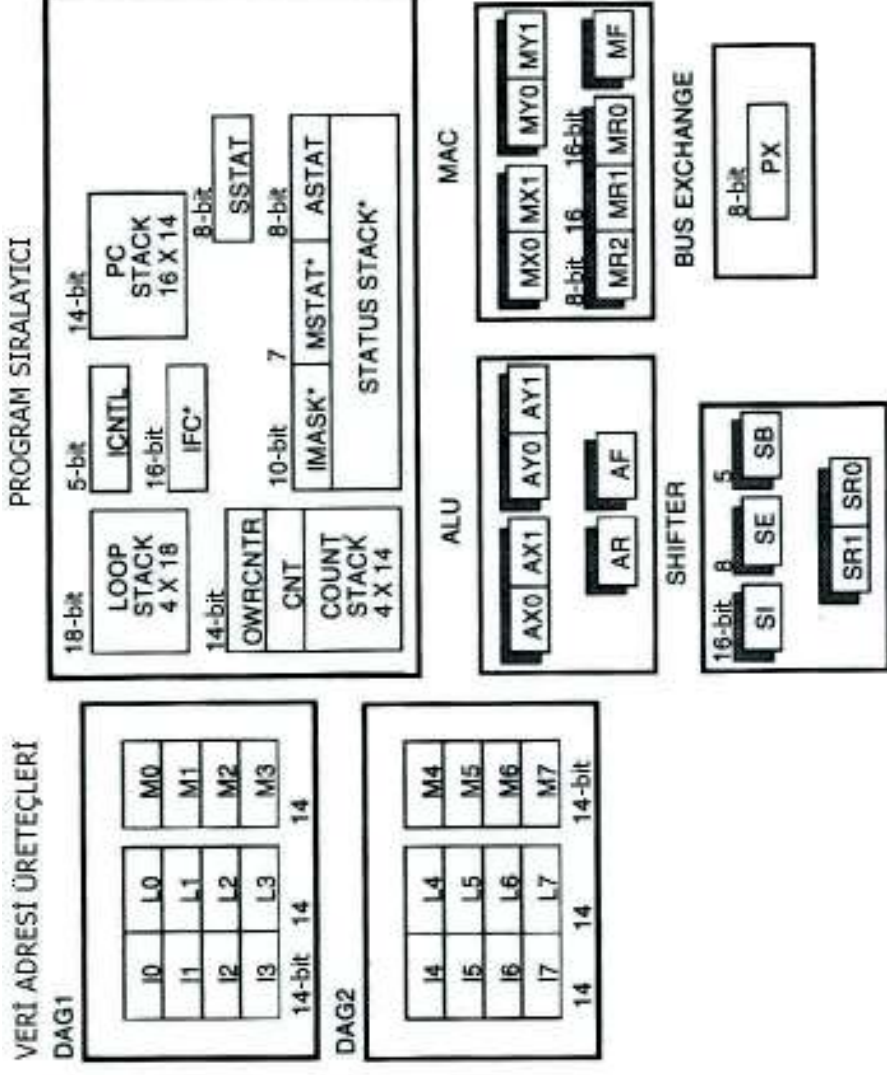 VERİ ADRESİ ÜRETEÇLERİ
DAG1
I0 L0 M0
I1 L1 M1
I2 L2 M2
I3 L3 M3
14-bit 14 14
DAG2
I4 L4 M4
I5 L5 M5
I6 L6 M6
I7 L7 M7
14 14 14-bit
PROGRAM SIRALAYICI
18-bit
LOOP
STACK
4 X 18
5-bit
ICNTL
16-bit
IFC*
14-bit
PC
STACK
16 X 14
8-bit
SSTAT
14-bit
OWRCNTR
CNT
COUNT
STACK
4 X 14
10-bit 7 8-bit
IMASK* MSTAT* ASTAT
STATUS STACK*
ALU
AX0 AX1 AY0 AY1
AR AF
MAC
MX0 MX1 MY0 MY1
8-bit 16 16-bit
MR2 MR1 MR0 MF
SHIFTER
16-bit 8 5
SI SE SB
SR1 SR0
BUS EXCHANGE
8-bit
PX